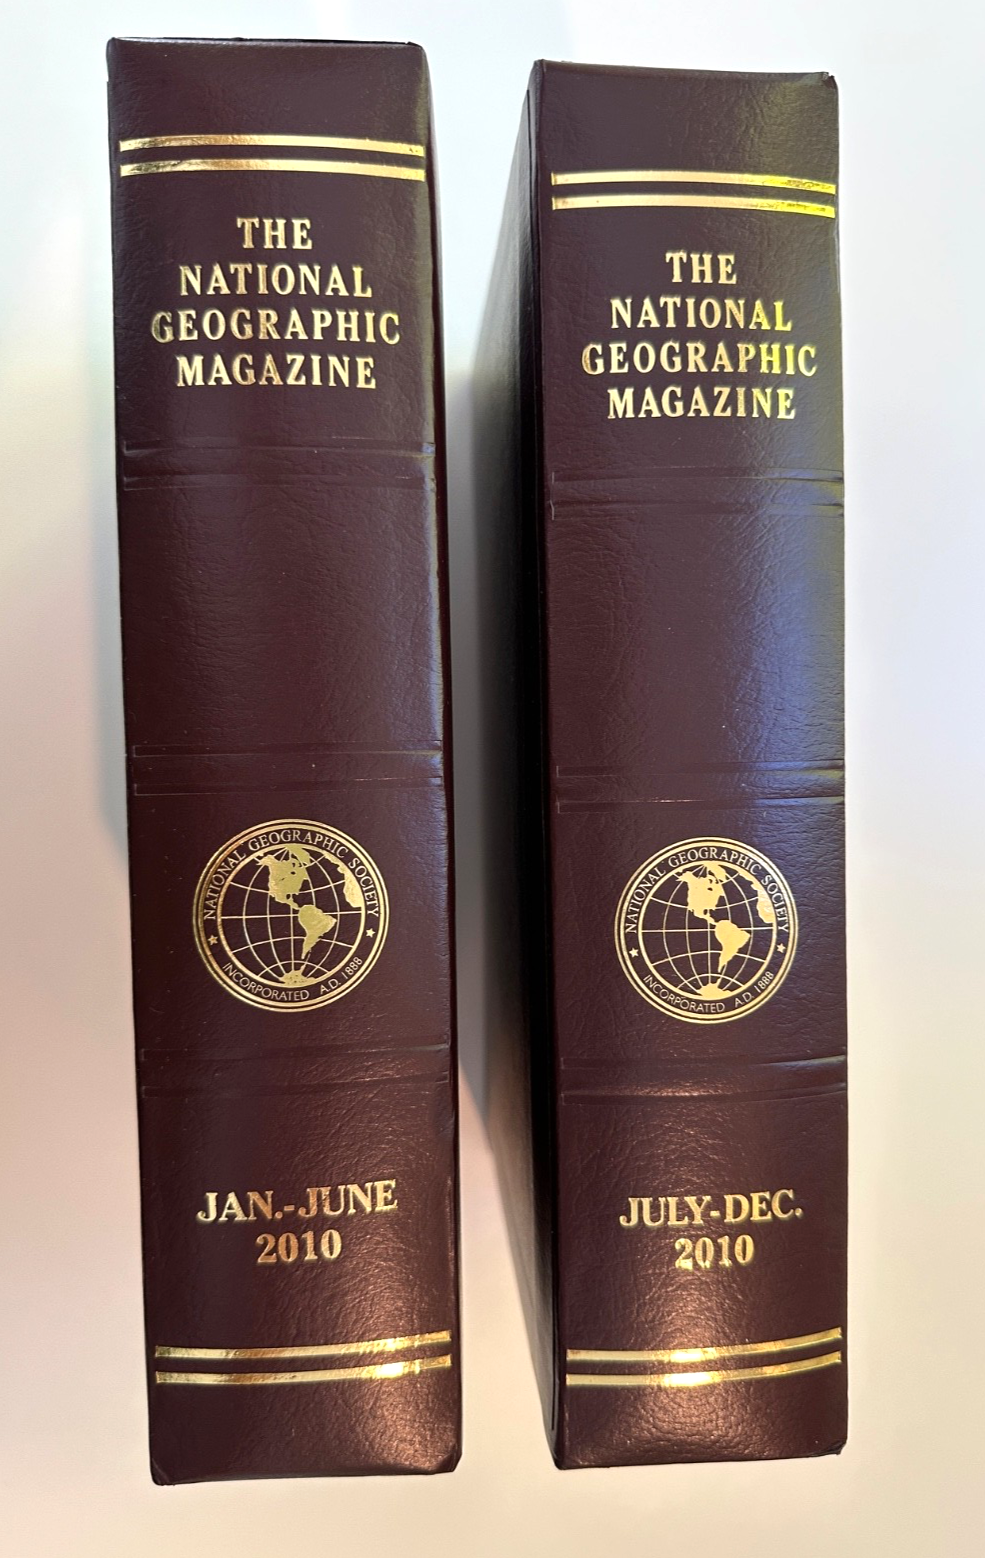 THE
NATIONAL
GEOGRAPHIC
MAGAZINE
NATIONAL GEOGRAPHIC SOCIETY
INCORPORATED A.D. 1888
JAN.-JUNE
2010
THE
NATIONAL
GEOGRAPHIC
MAGAZINE
NATIONAL GEOGRAPHIC SOCIETY
INCORPORATED A.D. 1888
JULY-DEC.
2010